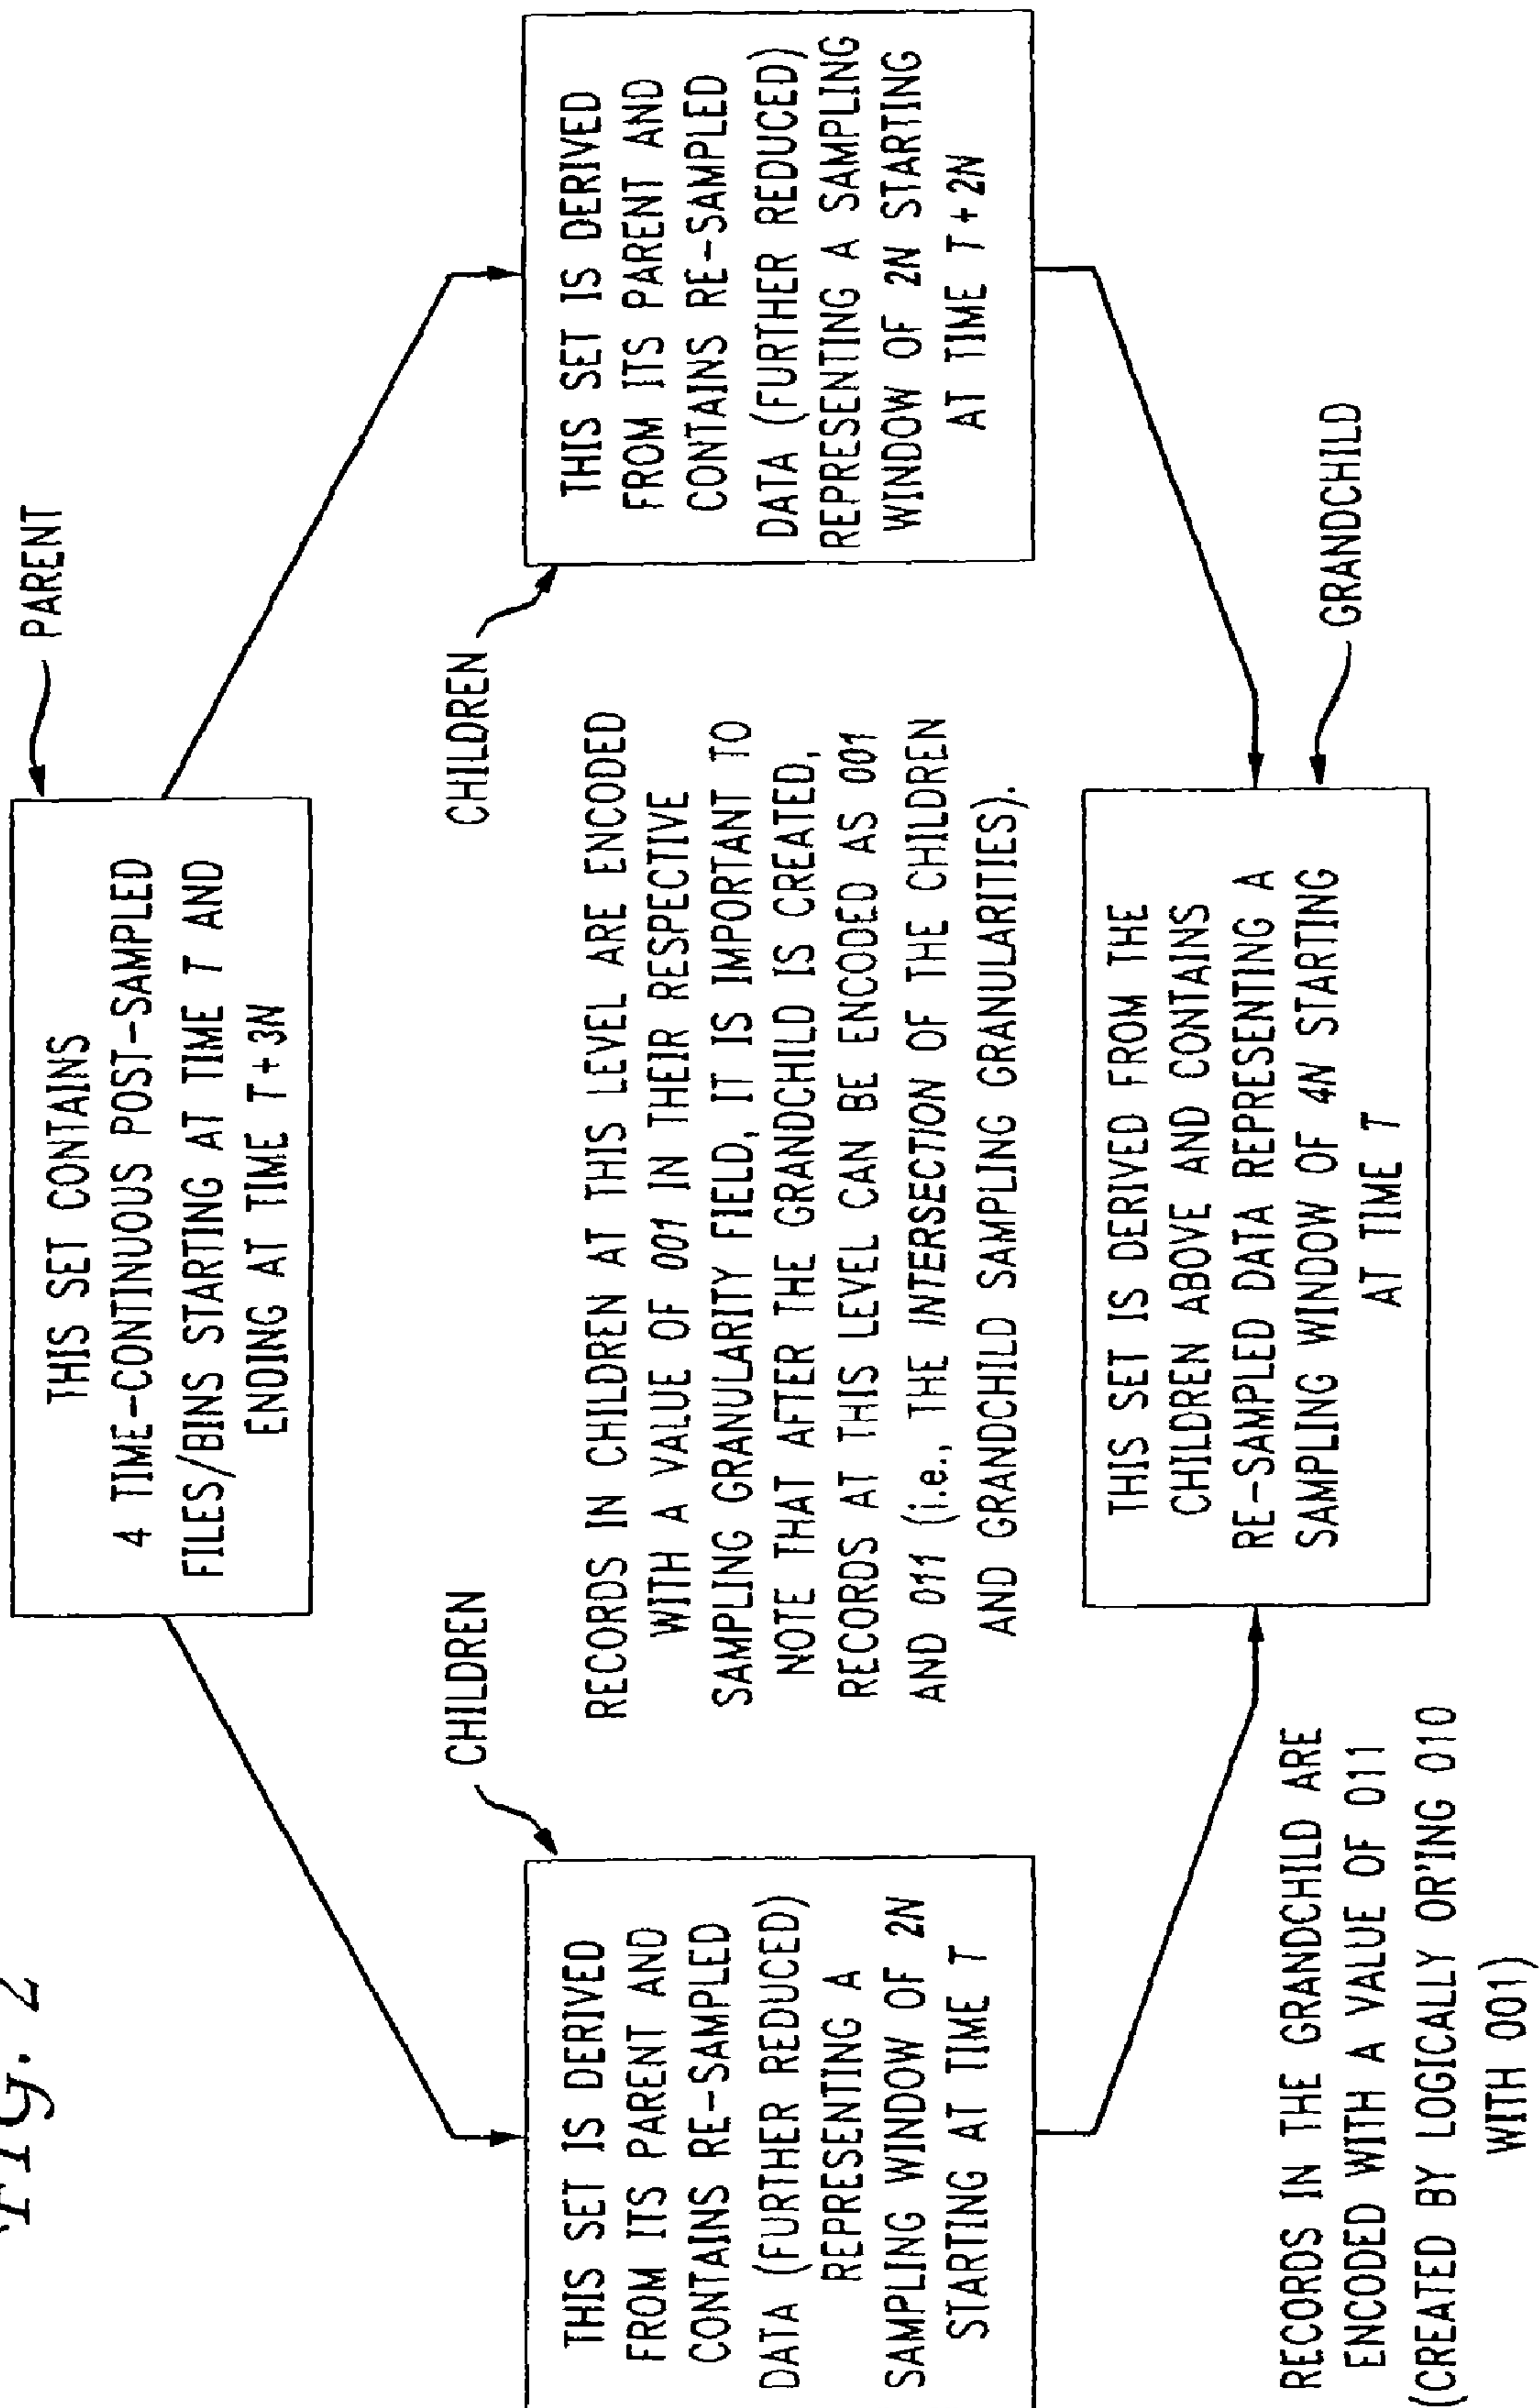 FIG. 2
PARENT
THIS SET CONTAINS
4 TIME-CONTINUOUS POST-SAMPLED
FILES/BINS STARTING AT TIME T AND
ENDING AT TIME T+3N
CHILDREN
THIS SET IS DERIVED
FROM ITS PARENT AND
CONTAINS RE-SAMPLED
DATA (FURTHER REDUCED)
REPRESENTING A
SAMPLING WINDOW OF 2N
STARTING AT TIME T
RECORDS IN CHILDREN AT THIS LEVEL ARE ENCODED
WITH A VALUE OF 001 IN THEIR RESPECTIVE
SAMPLING GRANULARITY FIELD, IT IS IMPORTANT TO
NOTE THAT AFTER THE GRANDCHILD IS CREATED,
RECORDS AT THIS LEVEL CAN BE ENCODED AS 001
AND 011 (i.e., THE INTERSECTION OF THE CHILDREN
AND GRANDCHILD SAMPLING GRANULARITIES).
CHILDREN
THIS SET IS DERIVED
FROM ITS PARENT AND
CONTAINS RE-SAMPLED
DATA (FURTHER REDUCED)
REPRESENTING A SAMPLING
WINDOW OF 2N STARTING
AT TIME T+2N
RECORDS IN THE GRANDCHILD ARE
ENCODED WITH A VALUE OF 011
(CREATED BY LOGICALLY OR'ING 010
WITH 001)
THIS SET IS DERIVED FROM THE
CHILDREN ABOVE AND CONTAINS
RE-SAMPLED DATA REPRESENTING A
SAMPLING WINDOW OF 4N STARTING
AT TIME T
GRANDCHILD